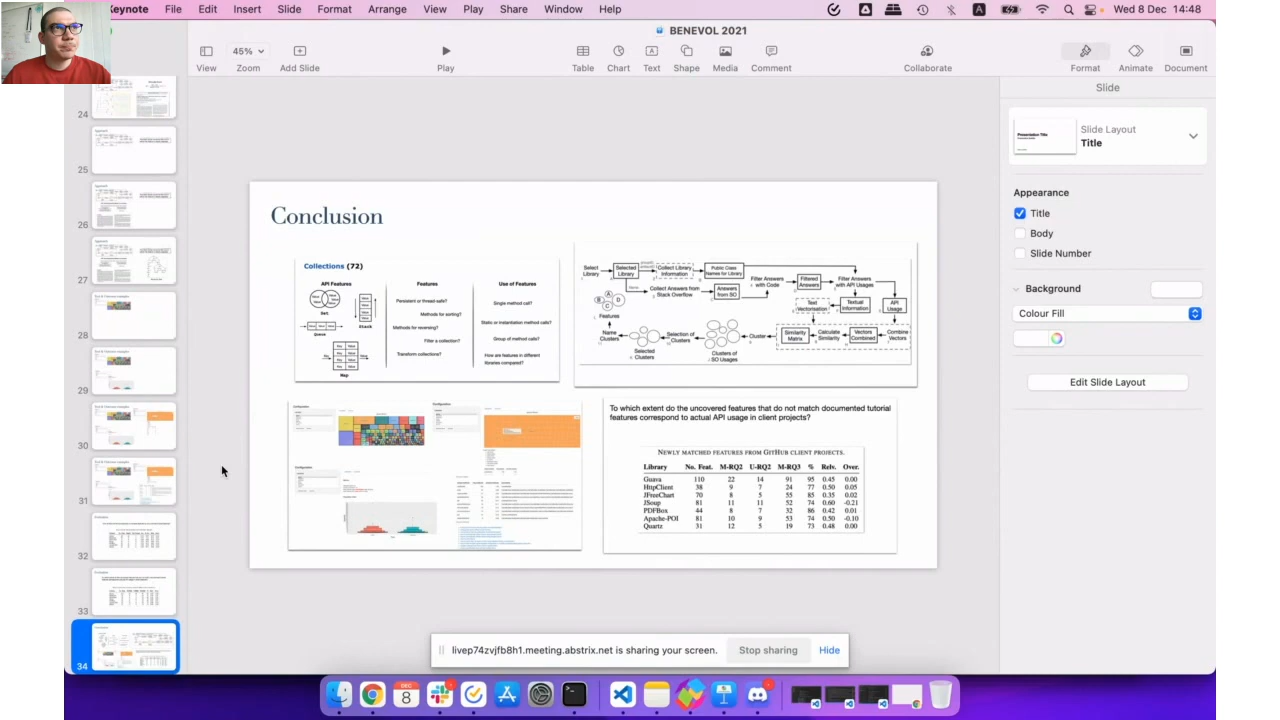 Keynote File Edit Insert Slide Format Arrange View Play Share Window Help
Wed 8 Dec 14:48
BENEVOL 2021
45%
View Zoom Add Slide Play Table Chart Text Shape Media Comment Collaborate Format Animate Document
24
25
26
27
28
29
30
31
32
33
34
Conclusion
Collections (72)
API Features
Set
Stack
Queue
Map
Features
Persistent or thread-safe?
Methods for sorting?
Methods for reversing?
Filter a collection?
Transform collections?
Use of Features
Single method call?
Static or instantiation method calls?
Group of method calls?
How are features in different
libraries compared?
Select
Library
Selected
Library
Collect Library
Information
Public Class
Names for Library
Collect Answers from
Stack Overflow
Answers
from SO
Filter Answers
with Code
Filtered
Answers
Filter Answers
with API Usages
API
Usage
Textual
Information
Text
Vectorisation
Combine
Vectors
Vectors
Combined
Calculate
Similarity
Similarity
Matrix
Cluster
Clusters of
SO Usages
Selection of
Clusters
Selected
Clusters
Name
Clusters
Features
A
B
C
D
Configuration
Configuration
Configuration
To which extent do the uncovered features that do not match documented tutorial
features correspond to actual API usage in client projects?
Newly matched features from GitHub client projects.
Library No. Feat. M-RQ2 U-RQ2 M-RQ3 % Relv. Over.
Guava 110 22 14 91 95 0.45 0.00
HttpClient 38 9 7 24 77 0.50 0.05
JFreeChart 70 8 5 55 85 0.35 0.02
JSoup 81 11 11 52 74 0.60 -0.21
PDFBox 44 8 7 32 86 0.42 0.01
Apache-POI 81 10 9 53 74 0.50 -0.10
Quartz 31 12 5 19 73 0.48 0.00
Slide
Slide Layout
Title
Appearance
Title
Body
Slide Number
Background
Colour Fill
Edit Slide Layout
livep74zvjfb8h1.meeting.abstrix.net is sharing your screen. Stop sharing Hide
DEC
8